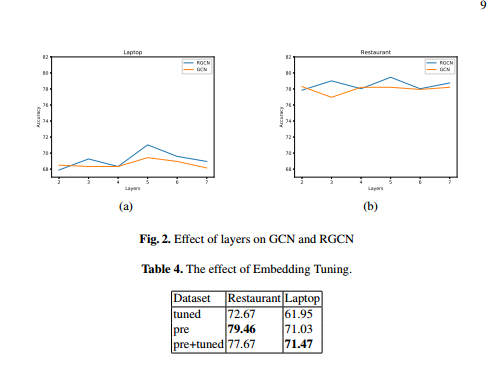 9
Laptop
82
80
78
76
74
72
70
68
2 3 4 5 6 7
Accuracy
Layers
RGCN
GCN
(a)
Restaurant
82
80
78
76
74
72
70
68
2 3 4 5 6 7
Accuracy
Layers
RGCN
GCN
(b)
Fig. 2. Effect of layers on GCN and RGCN
Table 4. The effect of Embedding Tuning.
Dataset Restaurant Laptop
tuned 72.67 61.95
pre 79.46 71.03
pre+tuned 77.67 71.47